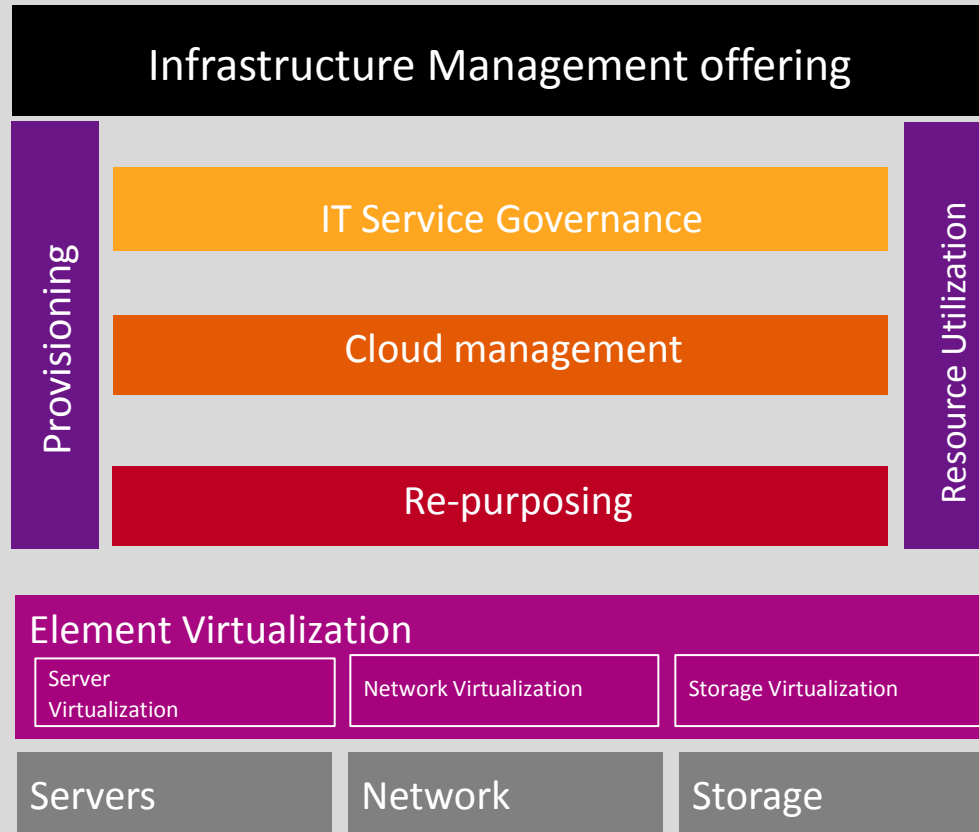 Infrastructure Management offering
Provisioning
IT Service Governance
Cloud management
Re-purposing
Resource Utilization
Element Virtualization
Server
Virtualization
Network Virtualization
Storage Virtualization
Servers
Network
Storage